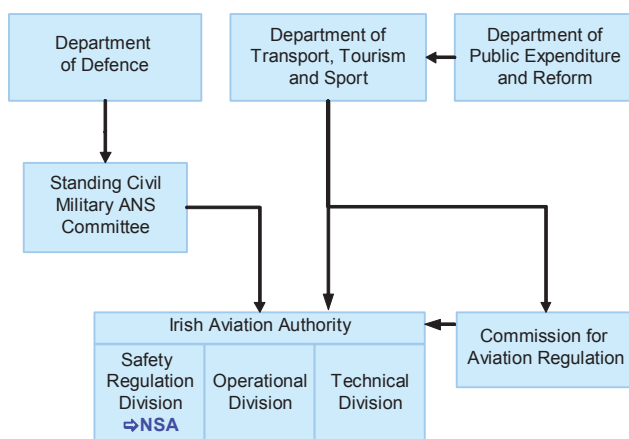 Department
of Defence
Department of
Transport, Tourism
and Sport
Department of
Public Expenditure
and Reform
Standing Civil
Military ANS
Committee
Irish Aviation Authority
Safety
Regulation
Division
⇨NSA
Operational
Division
Technical
Division
Commission for
Aviation Regulation